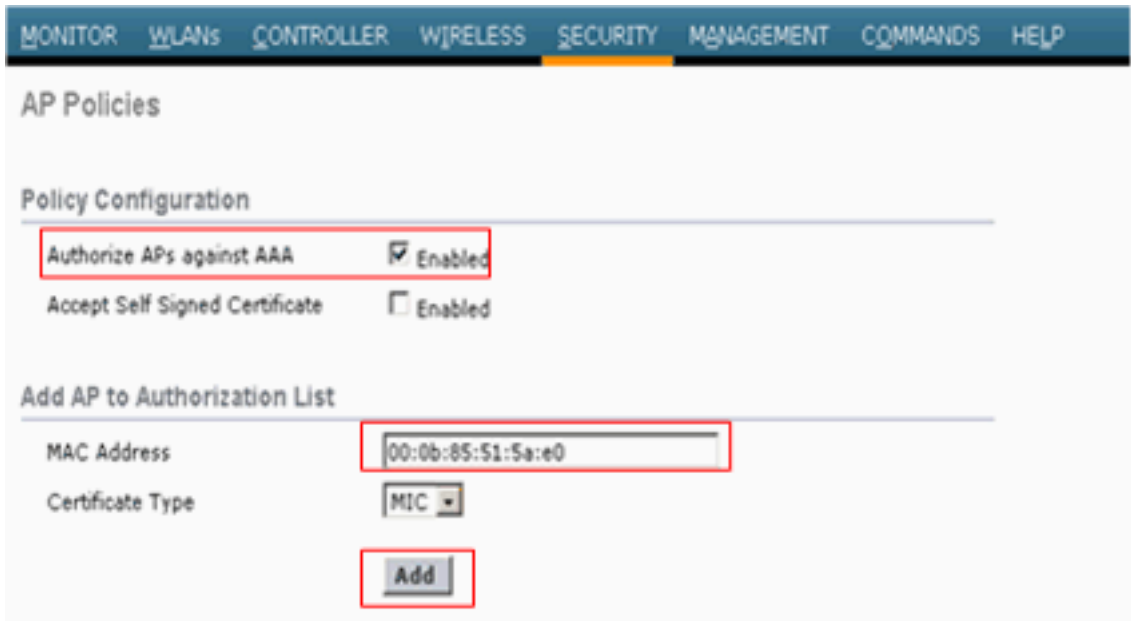 MONITOR WLANs CONTROLLER WIRELESS SECURITY MANAGEMENT COMMANDS HELP
AP Policies
Policy Configuration
Authorize APs against AAA Enabled
Accept Self Signed Certificate Enabled
Add AP to Authorization List
MAC Address 00:0b:85:51:5a:e0
Certificate Type MIC
Add